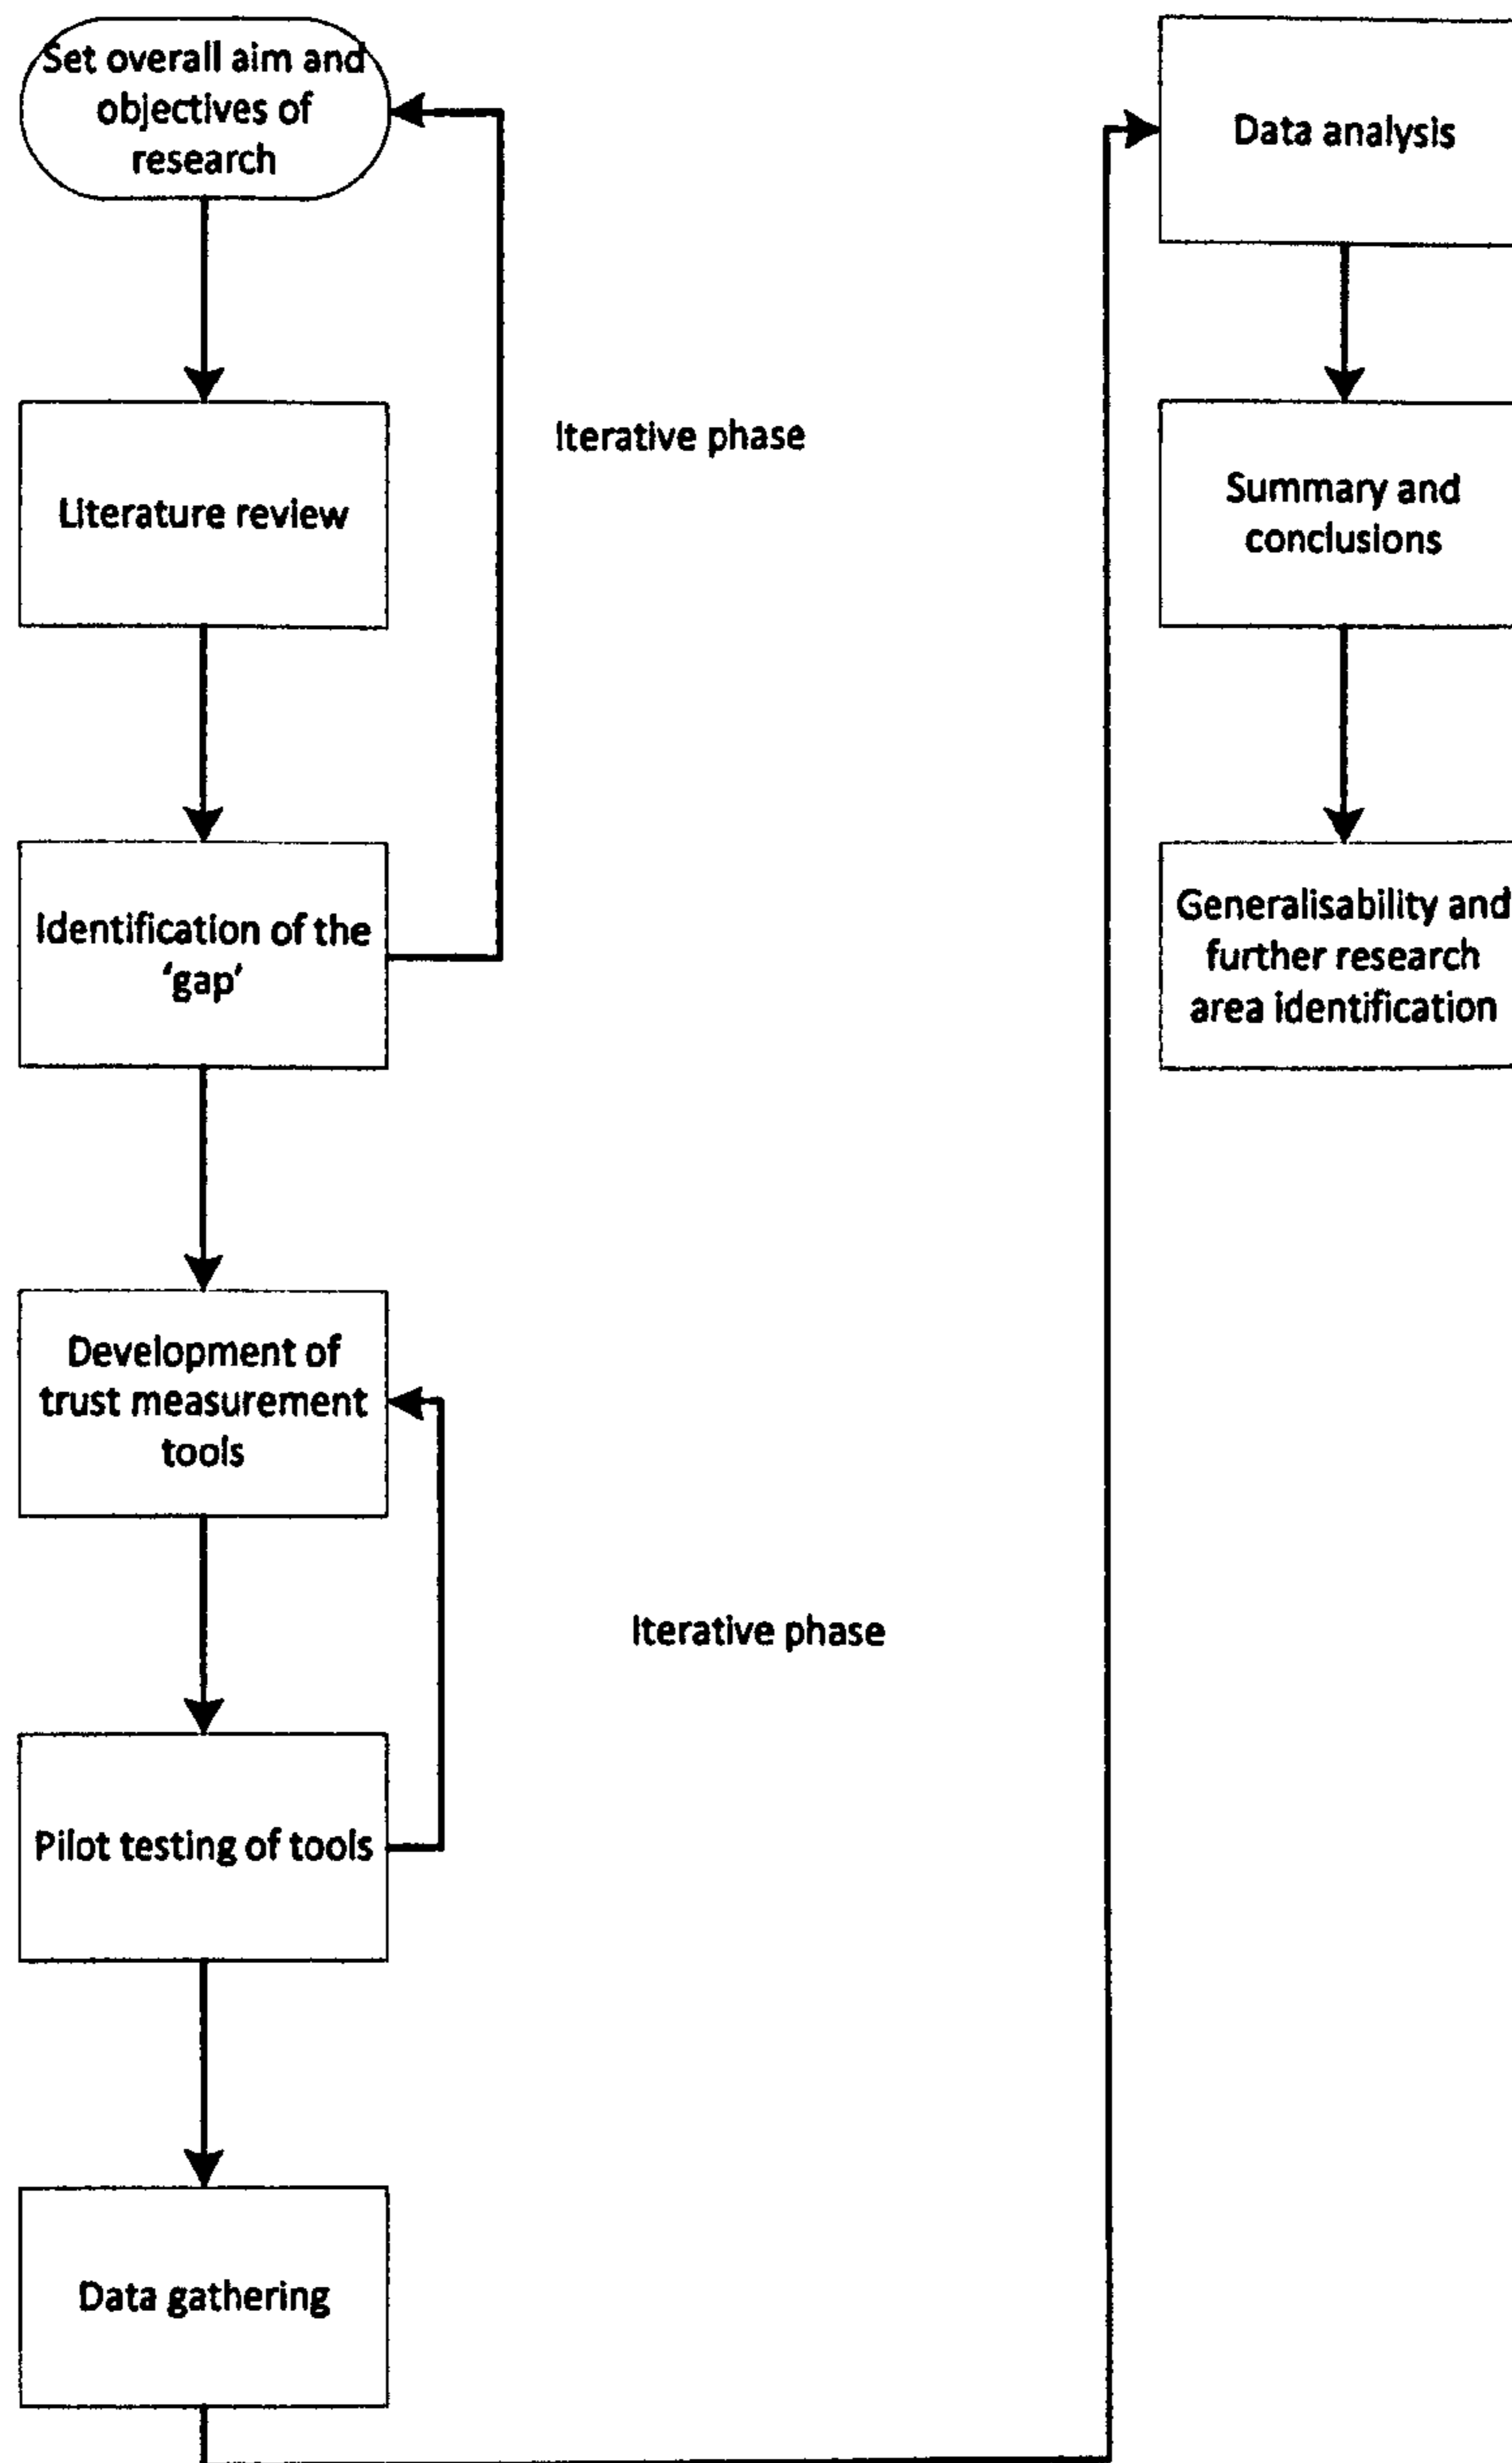 Set overall aim and
objectives of
research
Literature review
Iterative phase
Identification of the
‘gap’
Development of
trust measurement
tools
Iterative phase
Pilot testing of tools
Data gathering
Data analysis
Summary and
conclusions
Generalisability and
further research
area identification